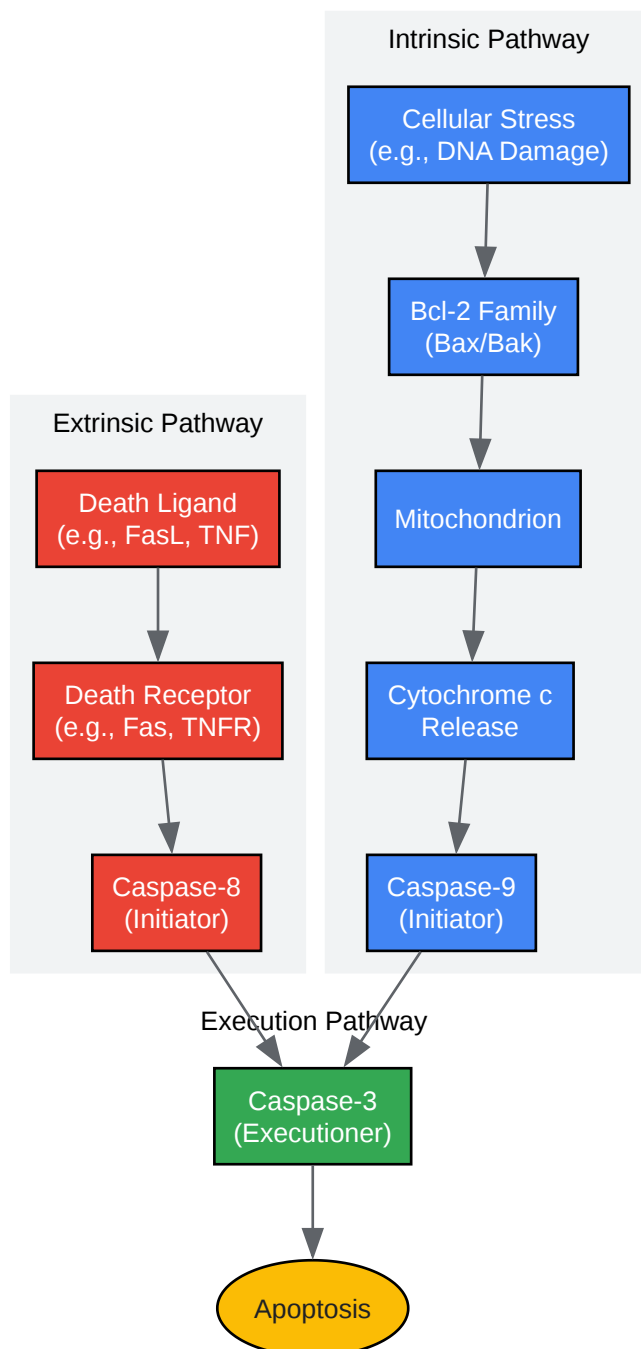 Intrinsic Pathway
Cellular Stress
(e.g., DNA Damage)
Bcl-2 Family
(Bax/Bak)
Mitochondrion
Cytochrome c
Release
Caspase-9
(Initiator)
Extrinsic Pathway
Death Ligand
(e.g., FasL, TNF)
Death Receptor
(e.g., Fas, TNFR)
Caspase-8
(Initiator)
Execution Pathway
Caspase-3
(Executioner)
Apoptosis